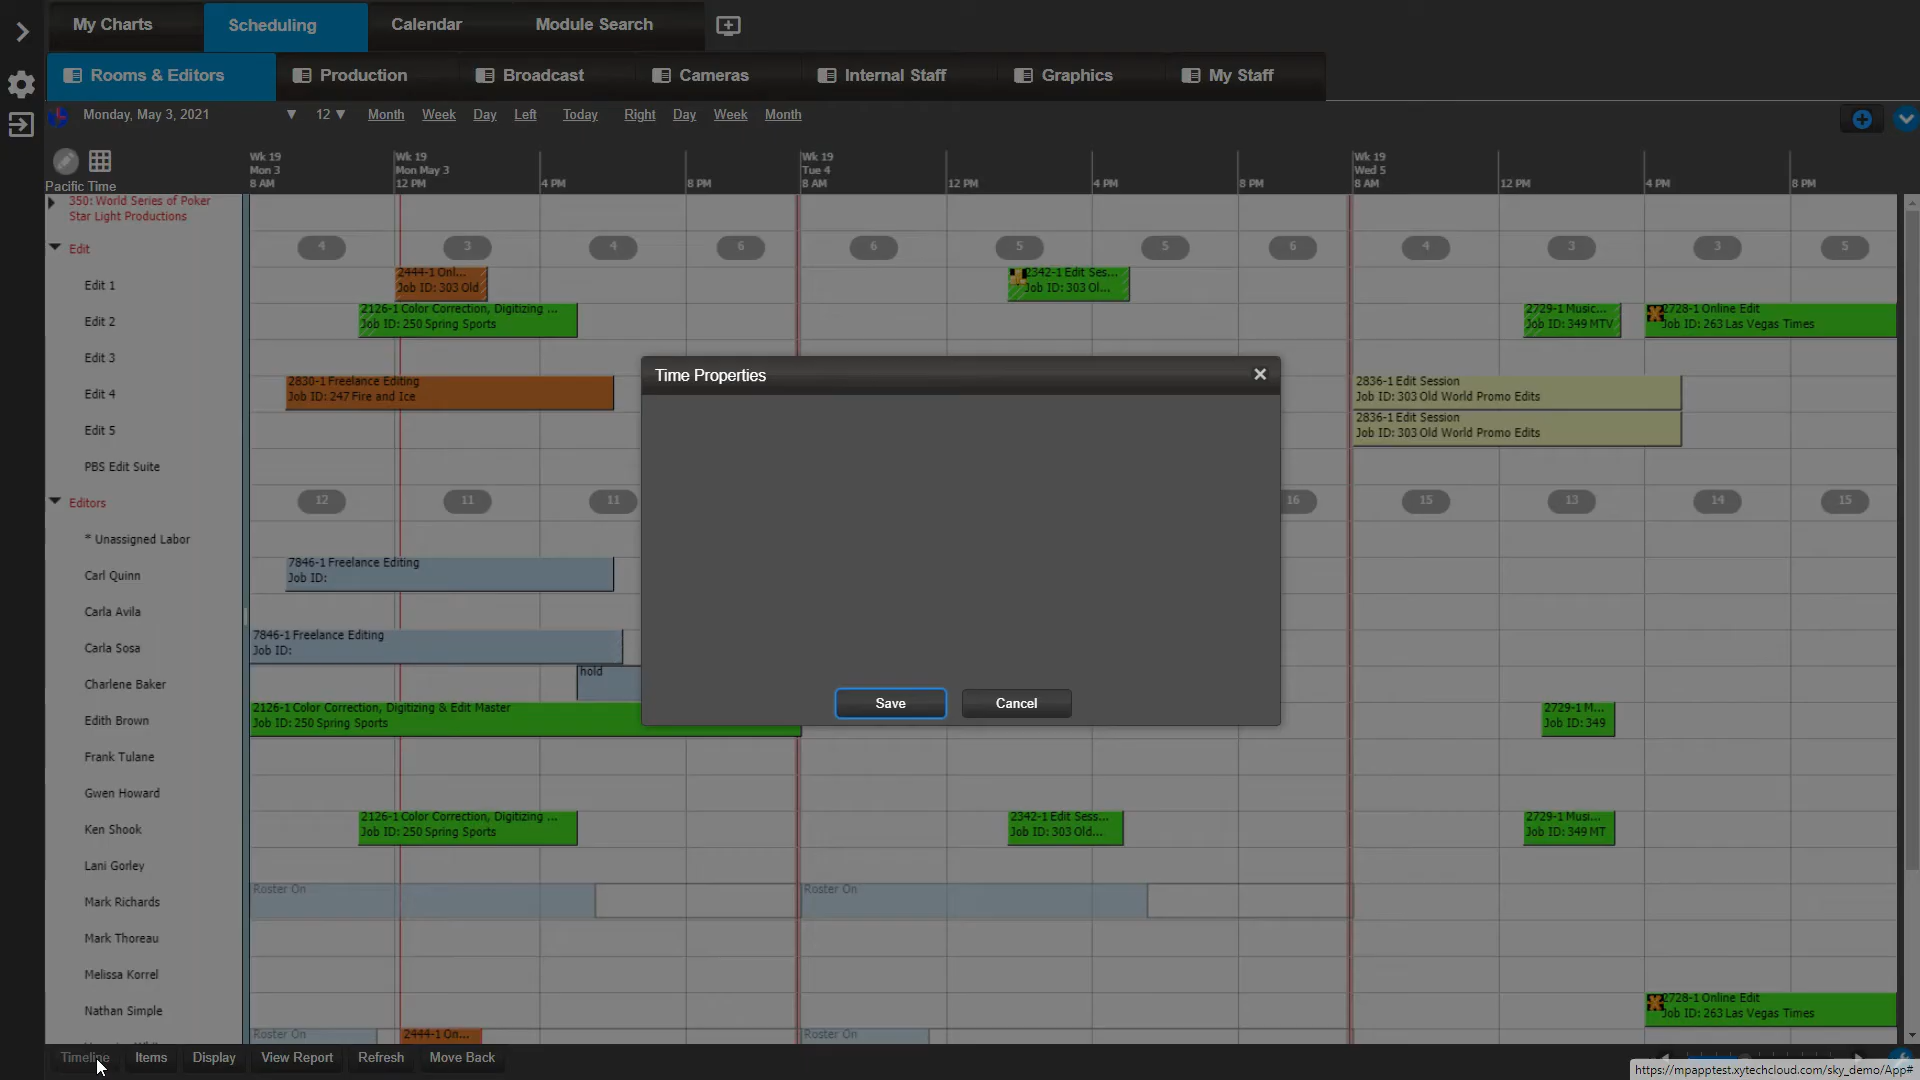 My Charts
Scheduling
Calendar
Module Search
Rooms & Editors
Production
Broadcast
Cameras
Internal Staff
Graphics
My Staff
Monday, May 3, 2021
12
Month
Week
Day
Left
Today
Right
Day
Week
Month
Pacific Time
Wk 19
Mon 3
8 AM
Wk 19
Mon May 3
12 PM
4 PM
8 PM
Wk 19
Tue 4
8 AM
12 PM
4 PM
8 PM
Wk 19
Wed 5
8 AM
12 PM
4 PM
8 PM
350: World Series of Poker
Star Light Productions
Edit
4 3 4 6 6 5 5 6 4 3 3 5
Edit 1
2444-1 Onl...
Job ID: 303 Old
2342-1 Edit Ses...
Job ID: 303 Ol...
Edit 2
2126-1 Color Correction, Digitizing ...
Job ID: 250 Spring Sports
2729-1 Music...
Job ID: 349 MTV
2728-1 Online Edit
Job ID: 263 Las Vegas Times
Edit 3
Edit 4
2830-1 Freelance Editing
Job ID: 247 Fire and Ice
2836-1 Edit Session
Job ID: 303 Old World Promo Edits
Edit 5
2836-1 Edit Session
Job ID: 303 Old World Promo Edits
PBS Edit Suite
Time Properties
Save
Cancel
Editors
12 11 11 16 15 13 14 15
* Unassigned Labor
Carl Quinn
7846-1 Freelance Editing
Job ID:
Carla Avila
Carla Sosa
7846-1 Freelance Editing
Job ID:
Charlene Baker
hold
Edith Brown
2126-1 Color Correction, Digitizing & Edit Master
Job ID: 250 Spring Sports
2729-1 M...
Job ID: 349
Frank Tulane
Gwen Howard
Ken Shook
2126-1 Color Correction, Digitizing ...
Job ID: 250 Spring Sports
2342-1 Edit Sess...
Job ID: 303 Old...
2729-1 Musi...
Job ID: 349 MT
Lani Gorley
Mark Richards
Roster On
Roster On
Mark Thoreau
Melissa Korrel
Nathan Simple
2728-1 Online Edit
Job ID: 263 Las Vegas Times
Roster On
2444-1 On...
Roster On
Timeline
Items
Display
View Report
Refresh
Move Back
https://mpapptest.xytechcloud.com/sky_demo/App#